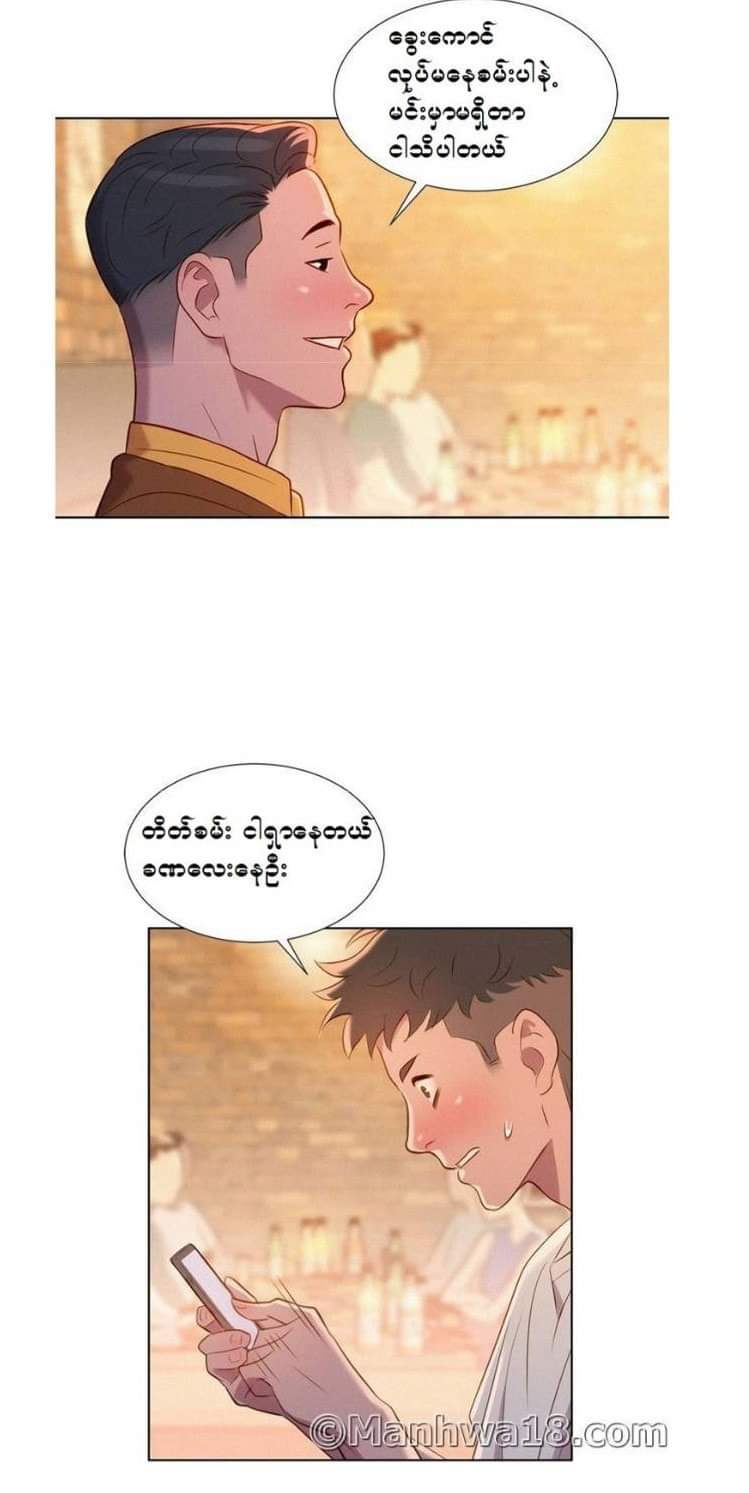 ခွေးကောင်
လုပ်မနေစမ်းပါနဲ့
မင်းမှာမရှိတာ
ငါသိပါတယ်
တိတ်စမ်း ငါရှာနေတယ်
ခဏလေးနေဦး
©Manhwa18.com